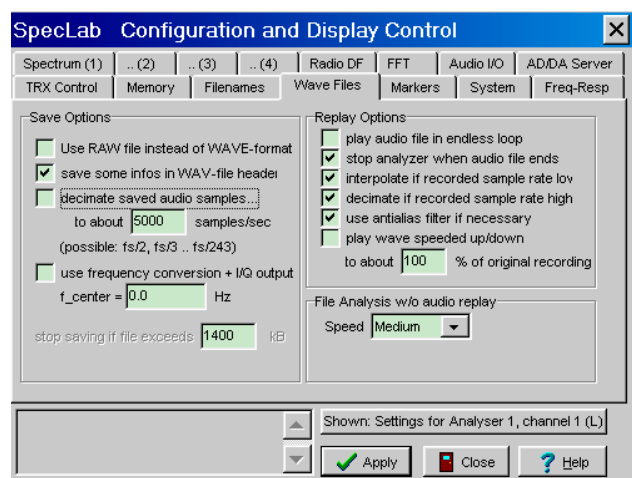 SpecLab Configuration and Display Control
Spectrum (1) .. (2) .. (3) .. (4) Radio DF FFT Audio I/O AD/DA Server
TRX Control Memory Filenames Wave Files Markers System Freq-Resp
Save Options
Use RAW file instead of WAVE-format
save some infos in WAV-file header
decimate saved audio samples...
to about 5000 samples/sec
(possible: fs/2, fs/3 .. fs/243)
use frequency conversion + I/Q output
f_center = 0.0 Hz
stop saving if file exceeds 1400 kB
Replay Options
play audio file in endless loop
stop analyzer when audio file ends
interpolate if recorded sample rate low
decimate if recorded sample rate high
use antialias filter if necessary
play wave speeded up/down
to about 100 % of original recording
File Analysis w/o audio replay
Speed Medium
Shown: Settings for Analyser 1, channel 1 (L)
Apply Close Help